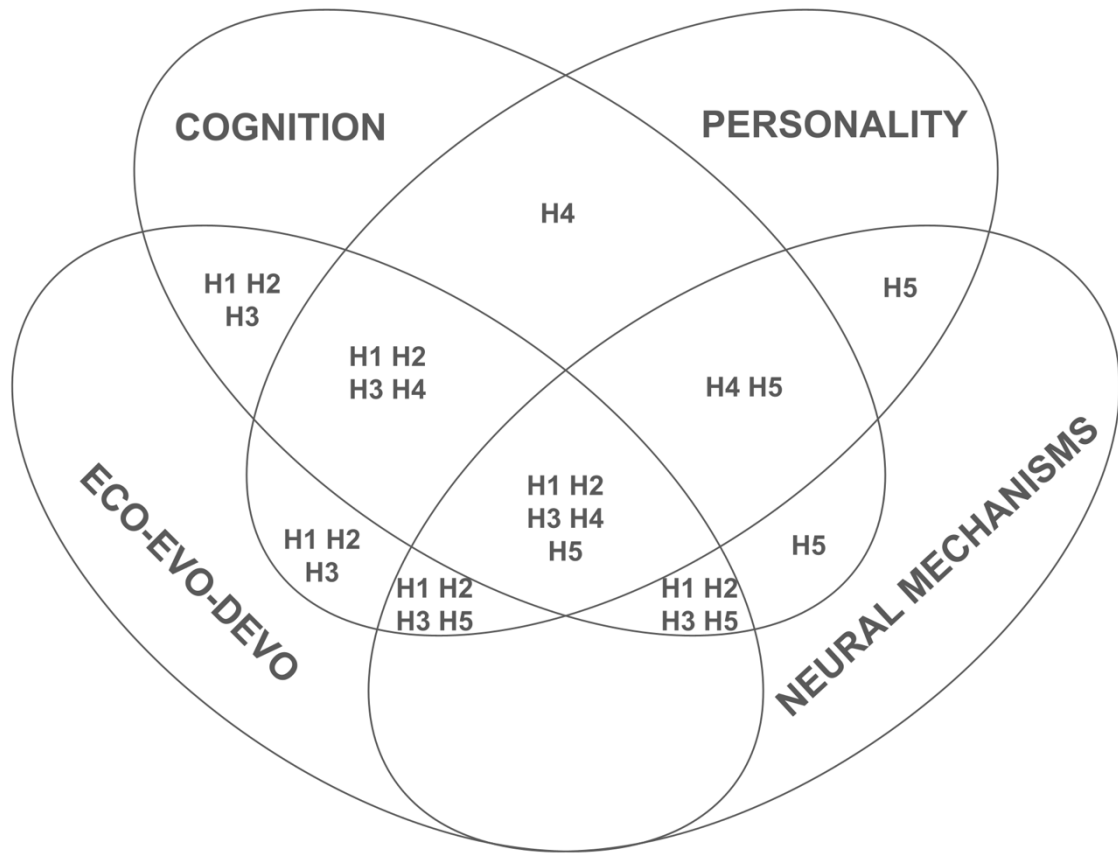 COGNITION
PERSONALITY
H4
H1 H2
H3
H5
H1 H2
H3 H4
H4 H5
ECO-EVO-DEVO
NEURAL MECHANISMS
H1 H2
H3 H4
H5
H1 H2
H3
H5
H1 H2
H3 H5
H1 H2
H3 H5